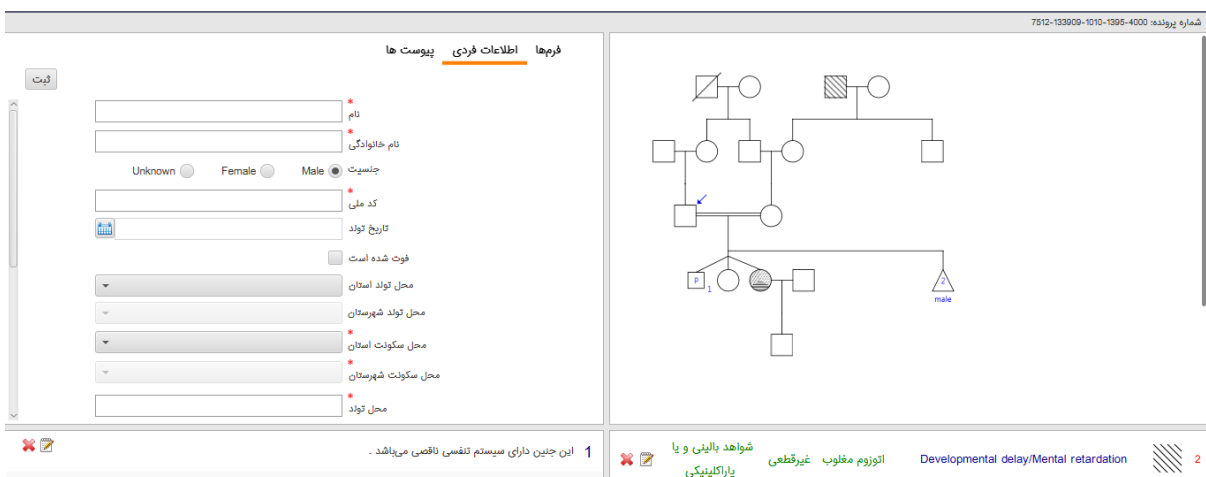 شماره پرونده: 4000-1395-1010-133909-7512
فرم‌ها
اطلاعات فردی
پیوست ها
ثبت
*
نام
*
نام خانوادگی
جنسیت Male Female Unknown
*
کد ملی
تاریخ تولد
فوت شده است
محل تولد استان
محل تولد شهرستان
*
محل سکونت استان
*
محل سکونت شهرستان
*
محل تولد
P
1
2
male
2 Developmental delay/Mental retardation اتوزوم مغلوب غیرقطعی شواهد بالینی و یا
پاراکلینیکی
1 این جنین دارای سیستم تنفسی ناقصی می‌باشد .